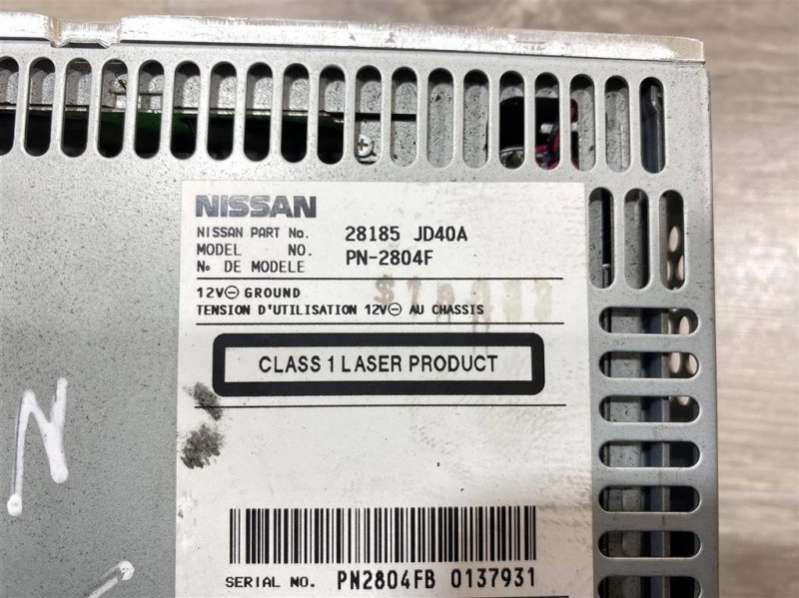 NISSAN
NISSAN PART No. 28185 JD40A
MODEL NO. PN-2804F
No DE MODELE
12V⊖ GROUND
TENSION D'UTILISATION 12V⊖ AU CHASSIS
CLASS 1 LASER PRODUCT
N
SERIAL NO. PN2804FB 0137931